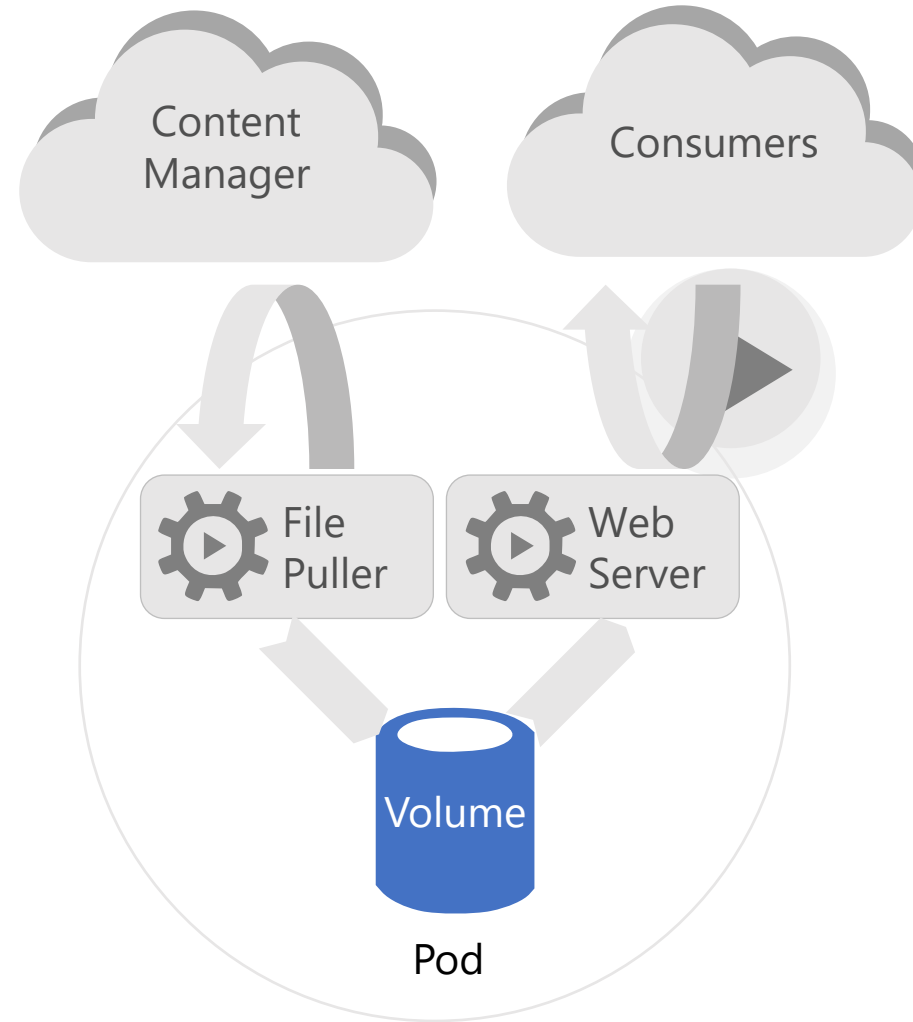 Content
Manager
Consumers
File
Puller
Web
Server
Volume
Pod